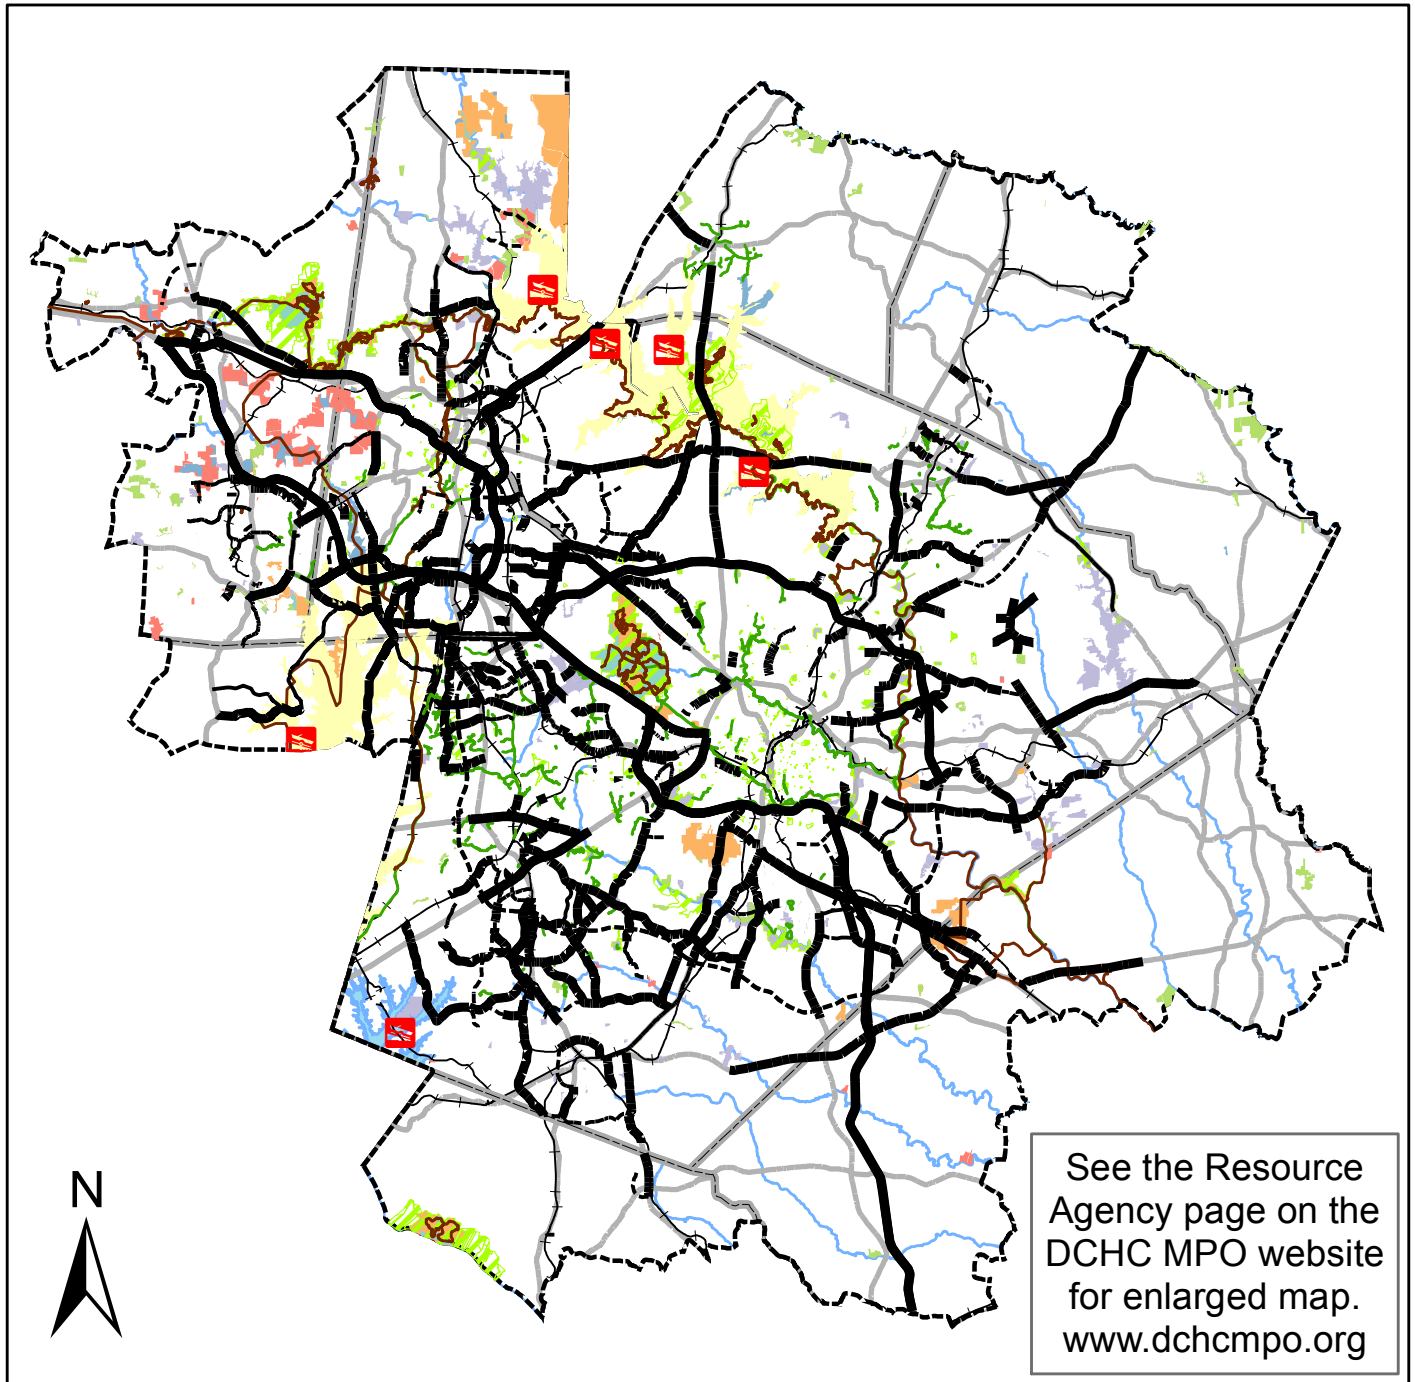 N
See the Resource
Agency page on the
DCHC MPO website
for enlarged map.
www.dchcmpo.org